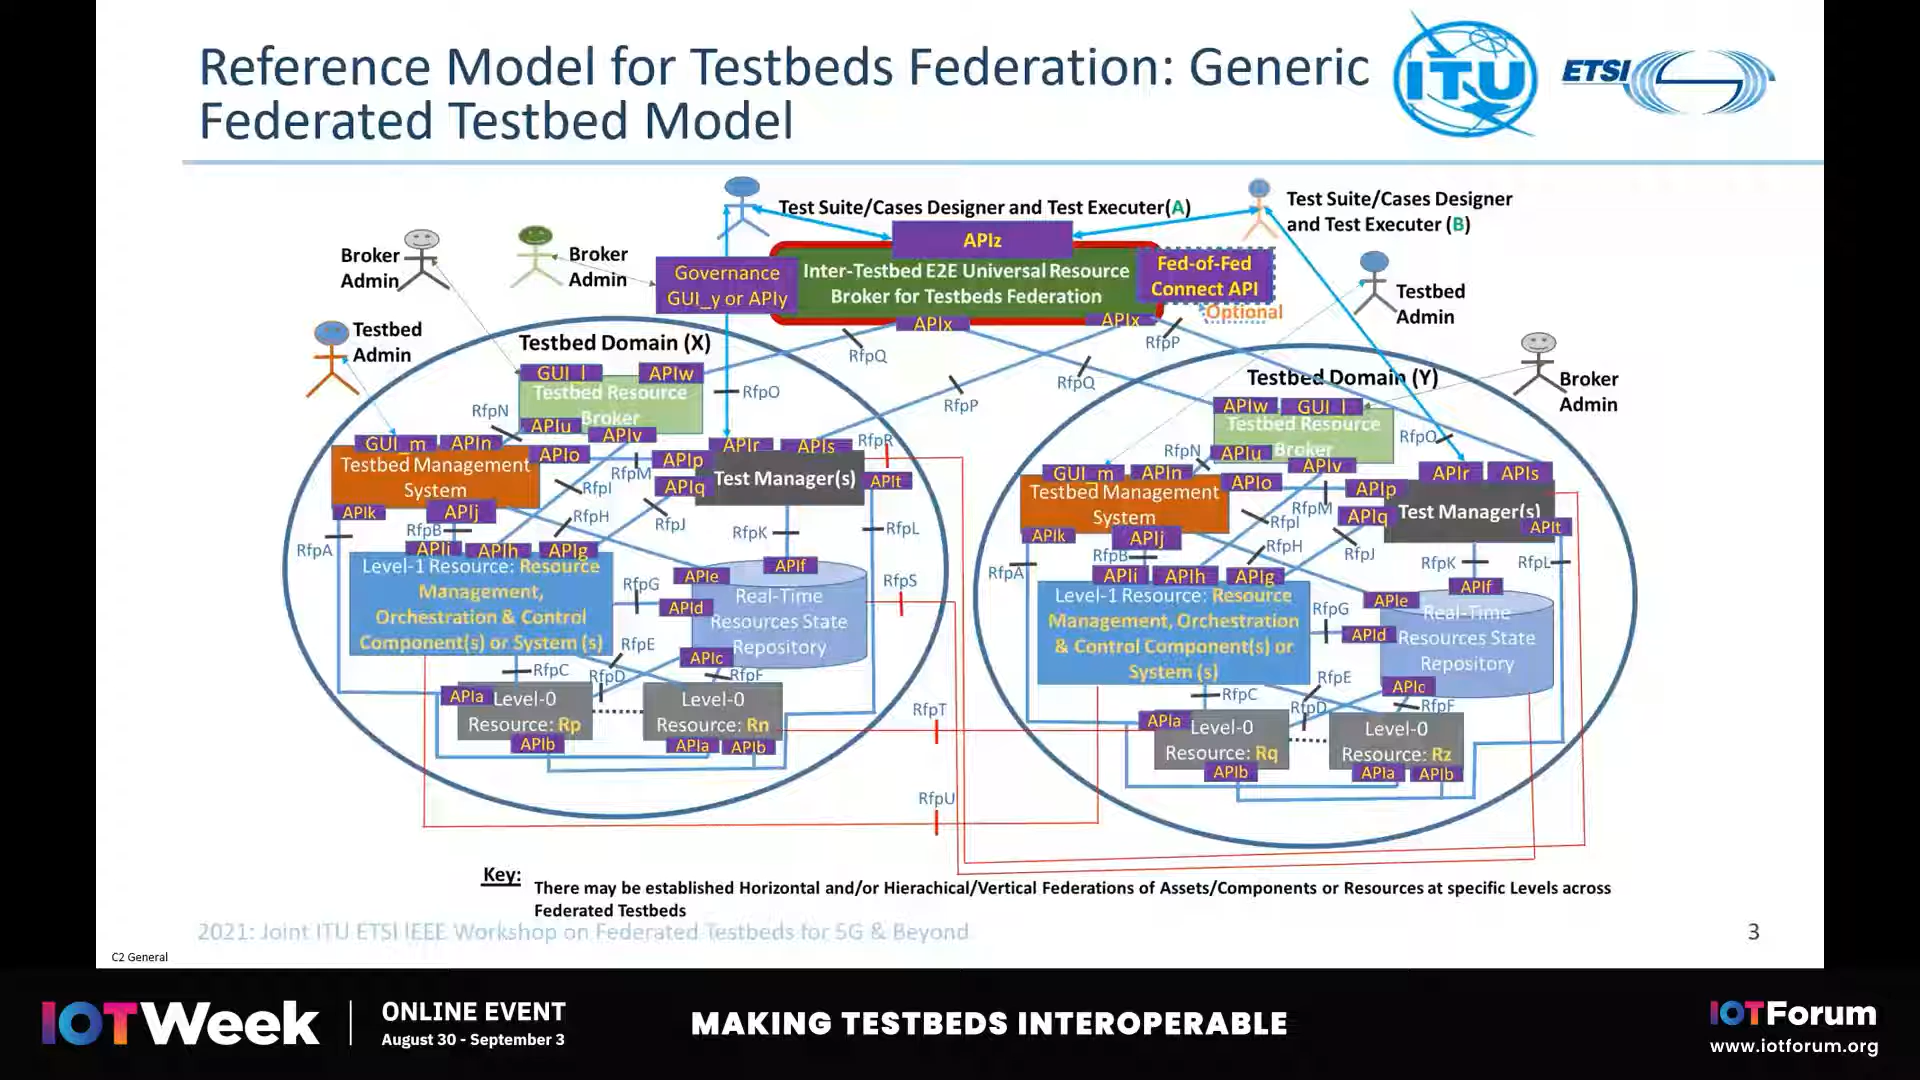 Reference Model for Testbeds Federation: Generic
Federated Testbed Model
ITU
ETSI
Test Suite/Cases Designer and Test Executer(A)
Test Suite/Cases Designer
and Test Executer (B)
Broker
Admin
Broker
Admin
Governance
GUI_y or APIy
APIz
Inter-Testbed E2E Universal Resource
Broker for Testbeds Federation
Fed-of-Fed
Connect API
Optional
APIx
APIx
Testbed
Admin
Testbed
Admin
Broker
Admin
RfpQ
RfpP
RfpQ
RfpP
RfpO
Testbed Domain (X)
GUI_l
APIw
Testbed Resource
Broker
APIu
APIv
RfpN
GUI_m
APIn
APIo
Testbed Management
System
APIk
APIj
RfpM
RfpI
RfpH
RfpJ
APIp
APIq
APIr
APIs
RfpR
Test Manager(s)
APIt
RfpA
RfpB
RfpK
RfpL
APIi
APIh
APIg
Level-1 Resource: Resource
Management,
Orchestration & Control
Component(s) or System (s)
RfpG
APIe
APIf
APId
Real-Time
Resources State
Repository
APIc
RfpS
RfpE
RfpC
RfpD
RfpF
APIa
Level-0
Resource: Rp
APIb
Level-0
Resource: Rn
APIa
APIb
RfpT
RfpU
Testbed Domain (Y)
APIw
GUI_l
Testbed Resource
Broker
APIu
APIv
RfpN
RfpO
GUI_m
APIn
APIo
Testbed Management
System
APIk
APIj
RfpM
RfpI
RfpH
RfpJ
APIp
APIq
APIr
APIs
Test Manager(s)
APIt
RfpA
RfpB
RfpK
RfpL
APIi
APIh
APIg
Level-1 Resource: Resource
Management, Orchestration
& Control Component(s) or
System (s)
RfpG
APIe
APIf
APId
Real-Time
Resources State
Repository
APIc
RfpE
RfpC
RfpD
RfpF
APIa
Level-0
Resource: Rq
APIb
Level-0
Resource: Rz
APIa
APIb
Key:
There may be established Horizontal and/or Hierachical/Vertical Federations of Assets/Components or Resources at specific Levels across
Federated Testbeds
2021: Joint ITU ETSI IEEE Workshop on Federated Testbeds for 5G & Beyond
3
C2 General
IOTWeek
ONLINE EVENT
August 30 - September 3
MAKING TESTBEDS INTEROPERABLE
IOTForum
www.iotforum.org